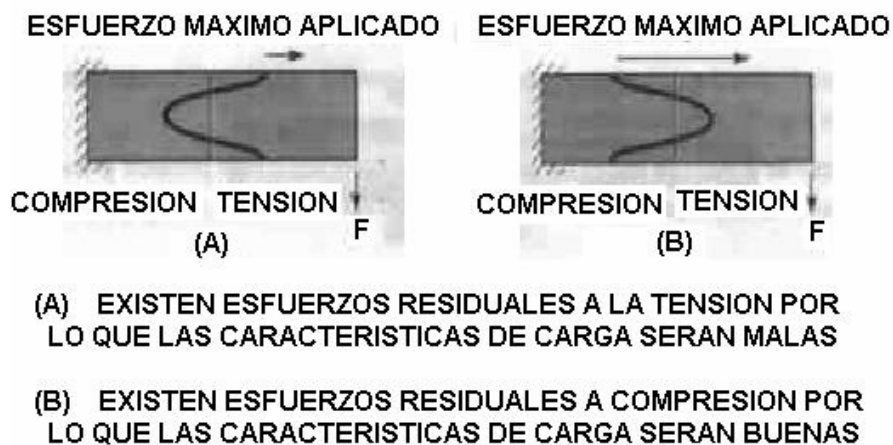 ESFUERZO MAXIMO APLICADO
ESFUERZO MAXIMO APLICADO
COMPRESION TENSION
F
(A)
COMPRESION TENSION
F
(B)
(A) EXISTEN ESFUERZOS RESIDUALES A LA TENSION POR
LO QUE LAS CARACTERISTICAS DE CARGA SERAN MALAS
(B) EXISTEN ESFUERZOS RESIDUALES A COMPRESION POR
LO QUE LAS CARACTERISTICAS DE CARGA SERAN BUENAS